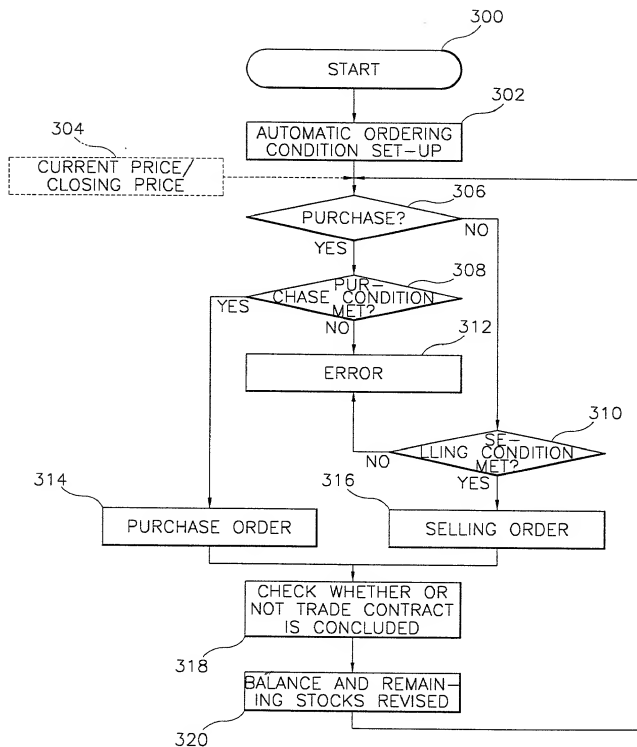 300
START
302
304
AUTOMATIC ORDERING
CONDITION SET-UP
CURRENT PRICE/
CLOSING PRICE
306
PURCHASE?
NO
YES
308
PUR-
CHASE CONDITION
MET?
YES
NO
312
ERROR
310
SE-
LLING CONDITION
MET?
NO
YES
314
316
PURCHASE ORDER
SELLING ORDER
CHECK WHETHER OR
NOT TRADE CONTRACT
IS CONCLUDED
318
BALANCE AND REMAIN-
ING STOCKS REVISED
320